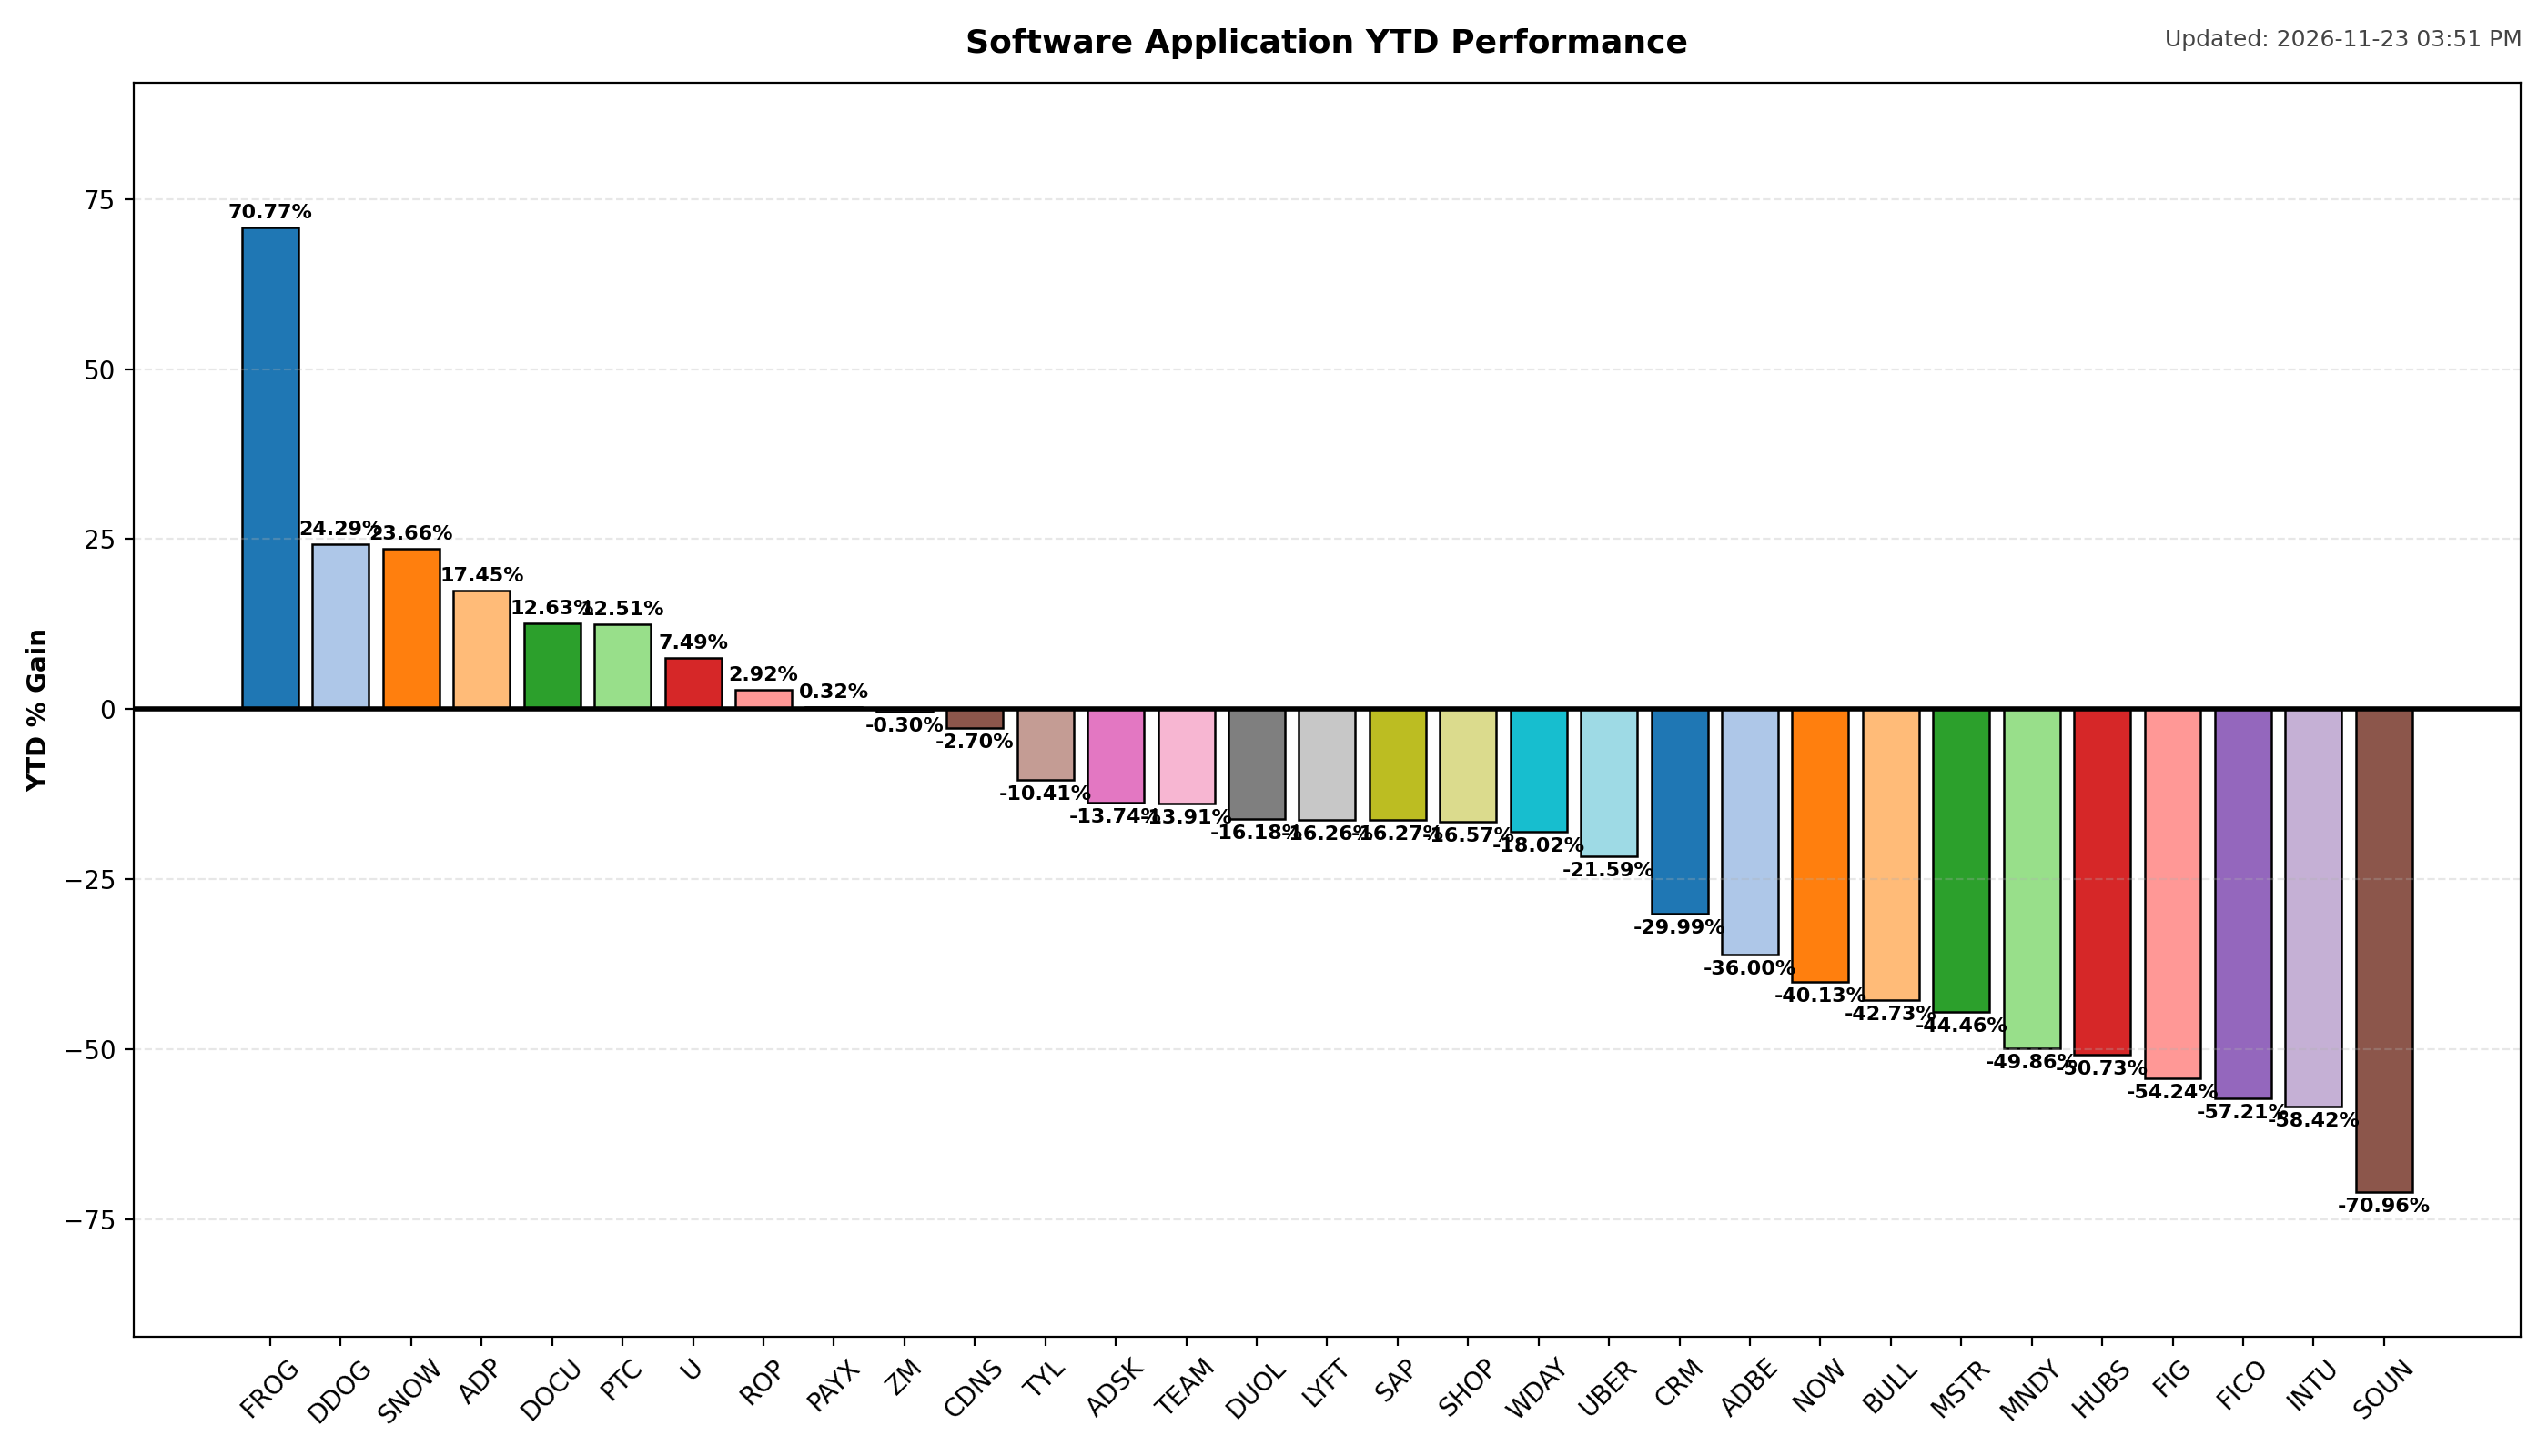 Software Application YTD Performance
Updated: 2026-11-23 03:51 PM
YTD % Gain
75
50
25
0
−25
−50
−75
70.77%
24.29%
23.66%
17.45%
12.63%
12.51%
7.49%
2.92%
0.32%
-0.30%
-2.70%
-10.41%
-13.74%
-13.91%
-16.18%
-16.26%
-16.27%
-16.57%
-18.02%
-21.59%
-29.99%
-36.00%
-40.13%
-42.73%
-44.46%
-49.86%
-50.73%
-54.24%
-57.21%
-58.42%
-70.96%
FROG
DDOG
SNOW
ADP
DOCU
PTC
U
ROP
PAYX
ZM
CDNS
TYL
ADSK
TEAM
DUOL
LYFT
SAP
SHOP
WDAY
UBER
CRM
ADBE
NOW
BULL
MSTR
MNDY
HUBS
FIG
FICO
INTU
SOUN